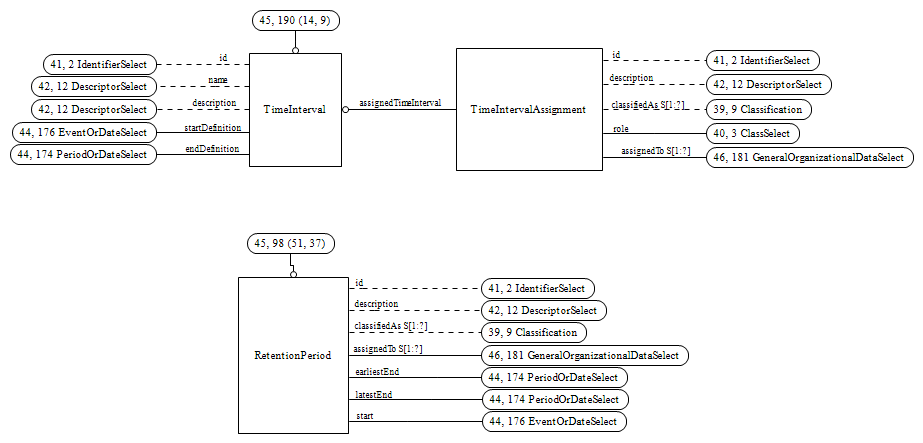 45, 190 (14, 9)
41, 2 IdentifierSelect
id
42, 12 DescriptorSelect
name
42, 12 DescriptorSelect
description
44, 176 EventOrDateSelect
startDefinition
44, 174 PeriodOrDateSelect
endDefinition
TimeInterval
assignedTimeInterval
TimeIntervalAssignment
id
41, 2 IdentifierSelect
description
42, 12 DescriptorSelect
classifiedAs S[1:?]
39, 9 Classification
role
40, 3 ClassSelect
assignedTo S[1:?]
46, 181 GeneralOrganizationalDataSelect
45, 98 (51, 37)
RetentionPeriod
id
41, 2 IdentifierSelect
description
42, 12 DescriptorSelect
classifiedAs S[1:?]
39, 9 Classification
assignedTo S[1:?]
46, 181 GeneralOrganizationalDataSelect
earliestEnd
44, 174 PeriodOrDateSelect
latestEnd
44, 174 PeriodOrDateSelect
start
44, 176 EventOrDateSelect